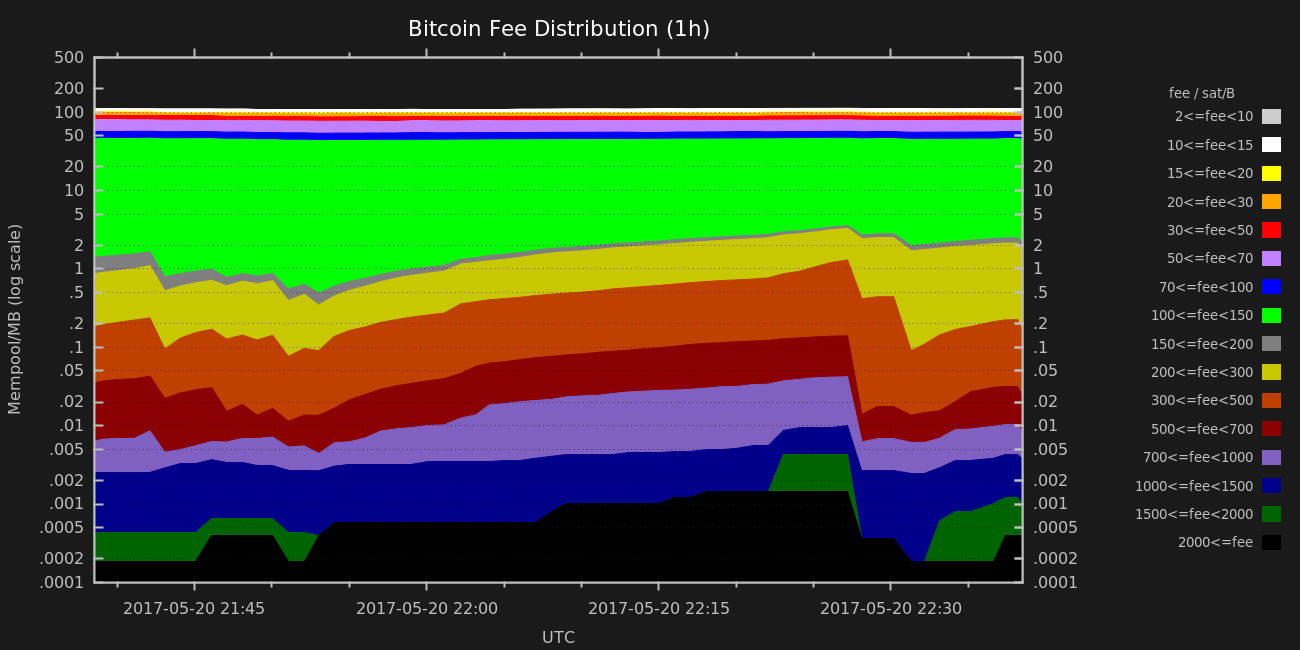 Bitcoin Fee Distribution (1h)
500
200
100
50
20
10
5
2
1
.5
.2
.1
.05
.02
.01
.005
.002
.001
.0005
.0002
.0001
Mempool/MB (log scale)
500
200
100
50
20
10
5
2
1
.5
.2
.1
.05
.02
.01
.005
.002
.001
.0005
.0002
.0001
2017-05-20 21:45
2017-05-20 22:00
2017-05-20 22:15
2017-05-20 22:30
UTC
fee / sat/B
2<=fee<10
10<=fee<15
15<=fee<20
20<=fee<30
30<=fee<50
50<=fee<70
70<=fee<100
100<=fee<150
150<=fee<200
200<=fee<300
300<=fee<500
500<=fee<700
700<=fee<1000
1000<=fee<1500
1500<=fee<2000
2000<=fee